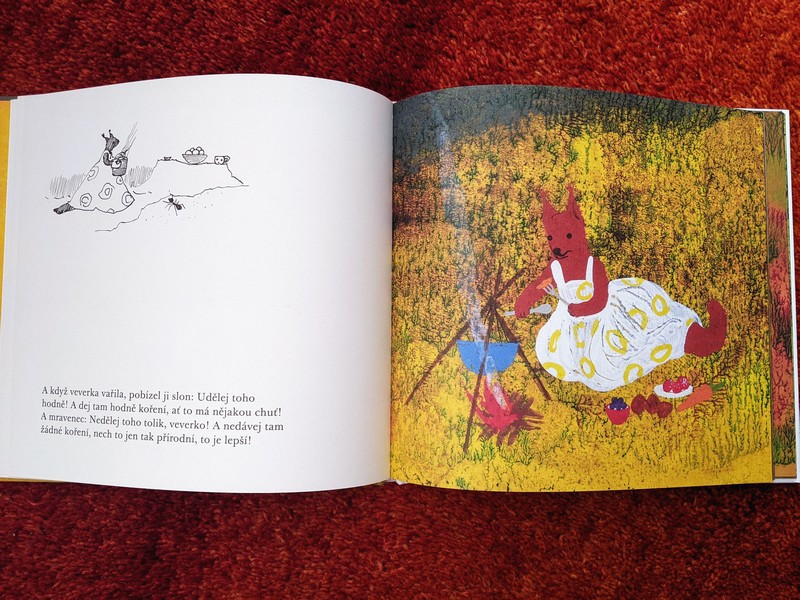 A když veverka vařila, pobízel ji slon: Udělej toho
hodně! A dej tam hodně koření, ať to má nějakou chuť!
A mravenec: Nedělej toho tolik, veverko! A nedávej tam
žádné koření, nech to jen tak přírodní, to je lepší!